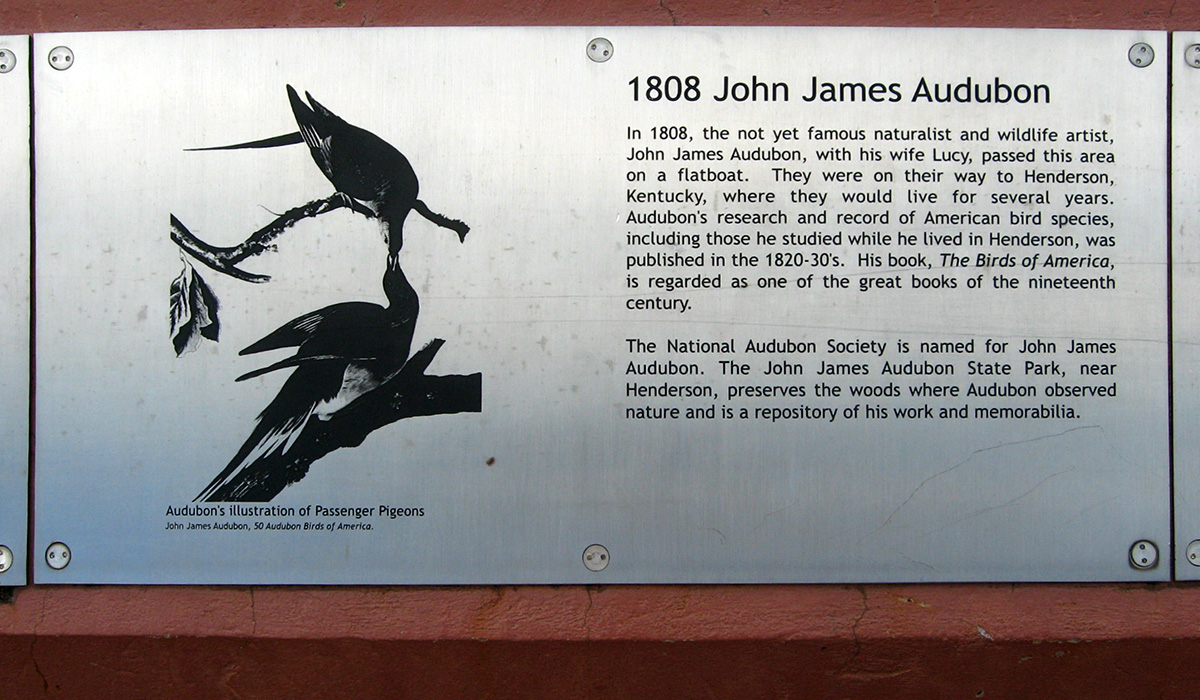 1808 John James Audubon
In 1808, the not yet famous naturalist and wildlife artist,
John James Audubon, with his wife Lucy, passed this area
on a flatboat. They were on their way to Henderson,
Kentucky, where they would live for several years.
Audubon's research and record of American bird species,
including those he studied while he lived in Henderson, was
published in the 1820-30's. His book, The Birds of America,
is regarded as one of the great books of the nineteenth
century.
The National Audubon Society is named for John James
Audubon. The John James Audubon State Park, near
Henderson, preserves the woods where Audubon observed
nature and is a repository of his work and memorabilia.
Audubon's illustration of Passenger Pigeons
John James Audubon, 50 Audubon Birds of America.